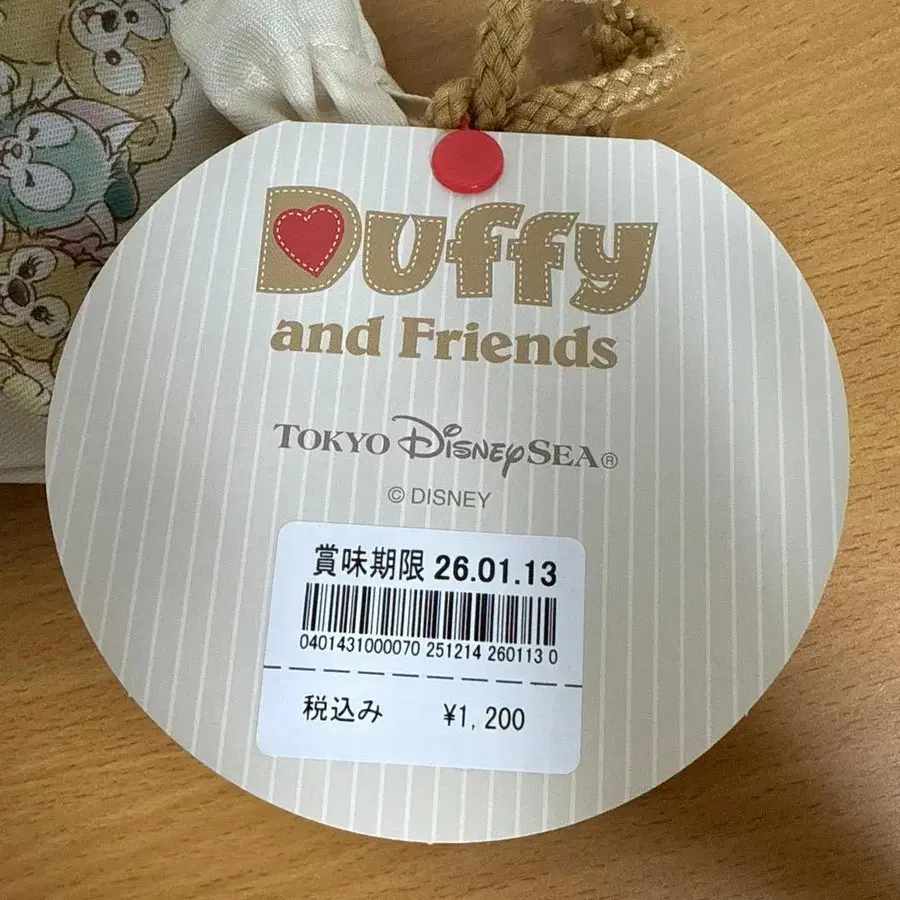 Duffy
and Friends
TOKYO DISNEYSEA®
© DISNEY
賞味期限 26.01.13
0401431000070 251214 260113 0
税込み ¥1,200